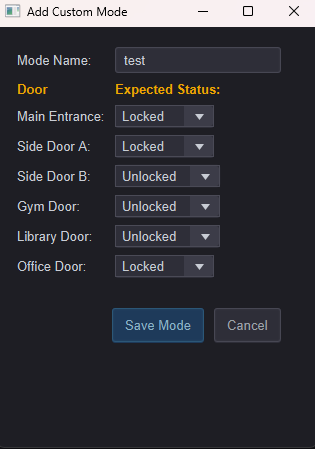 Add Custom Mode
Mode Name: test
Door Expected Status:
Main Entrance: Locked
Side Door A: Locked
Side Door B: Unlocked
Gym Door: Unlocked
Library Door: Unlocked
Office Door: Locked
Save Mode Cancel